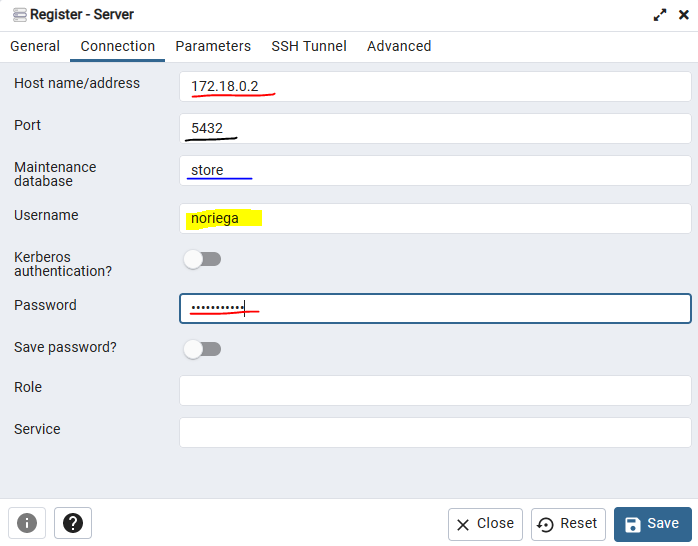 Register - Server
General Connection Parameters SSH Tunnel Advanced
Host name/address 172.18.0.2
Port 5432
Maintenance
database
store
Username noriega
Kerberos
authentication?
Password •••••••••••
Save password?
Role
Service
Close Reset Save